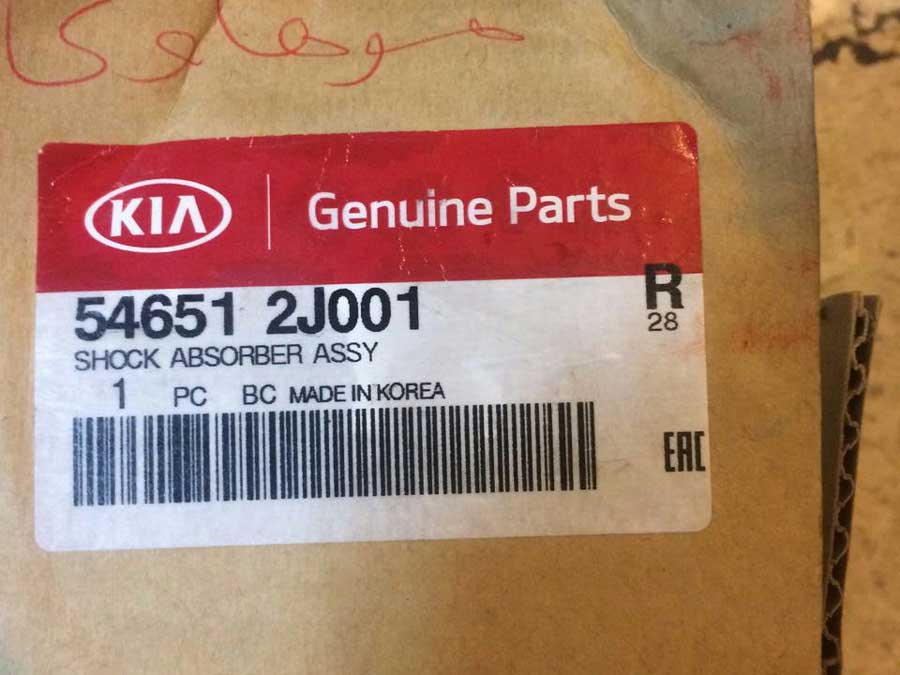 KIA Genuine Parts
54651 2J001 R
SHOCK ABSORBER ASSY 28
1 PC BC MADE IN KOREA
EAC